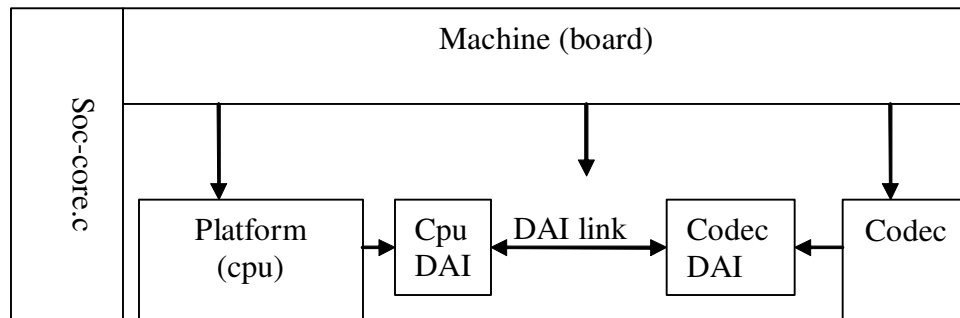 Soc-core.c
Machine (board)
Platform
(cpu)
Cpu
DAI
DAI link
Codec
DAI
Codec